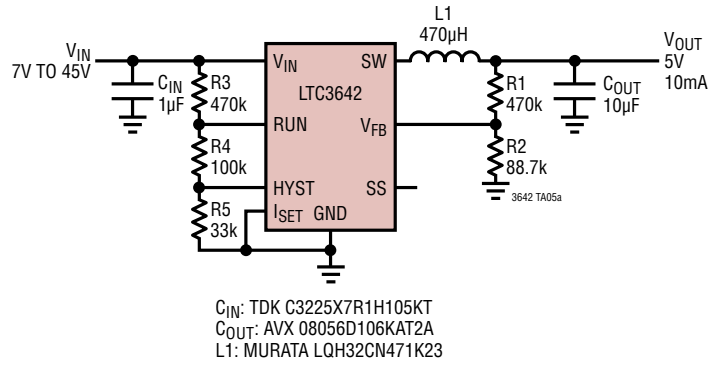 L1
470µH
VIN
7V TO 45V
CIN
1µF
R3
470k
R4
100k
R5
33k
VIN
SW
LTC3642
RUN
VFB
HYST
SS
ISET GND
R1
470k
R2
88.7k
COUT
10µF
VOUT
5V
10mA
3642 TA05a
CIN: TDK C3225X7R1H105KT
COUT: AVX 08056D106KAT2A
L1: MURATA LQH32CN471K23